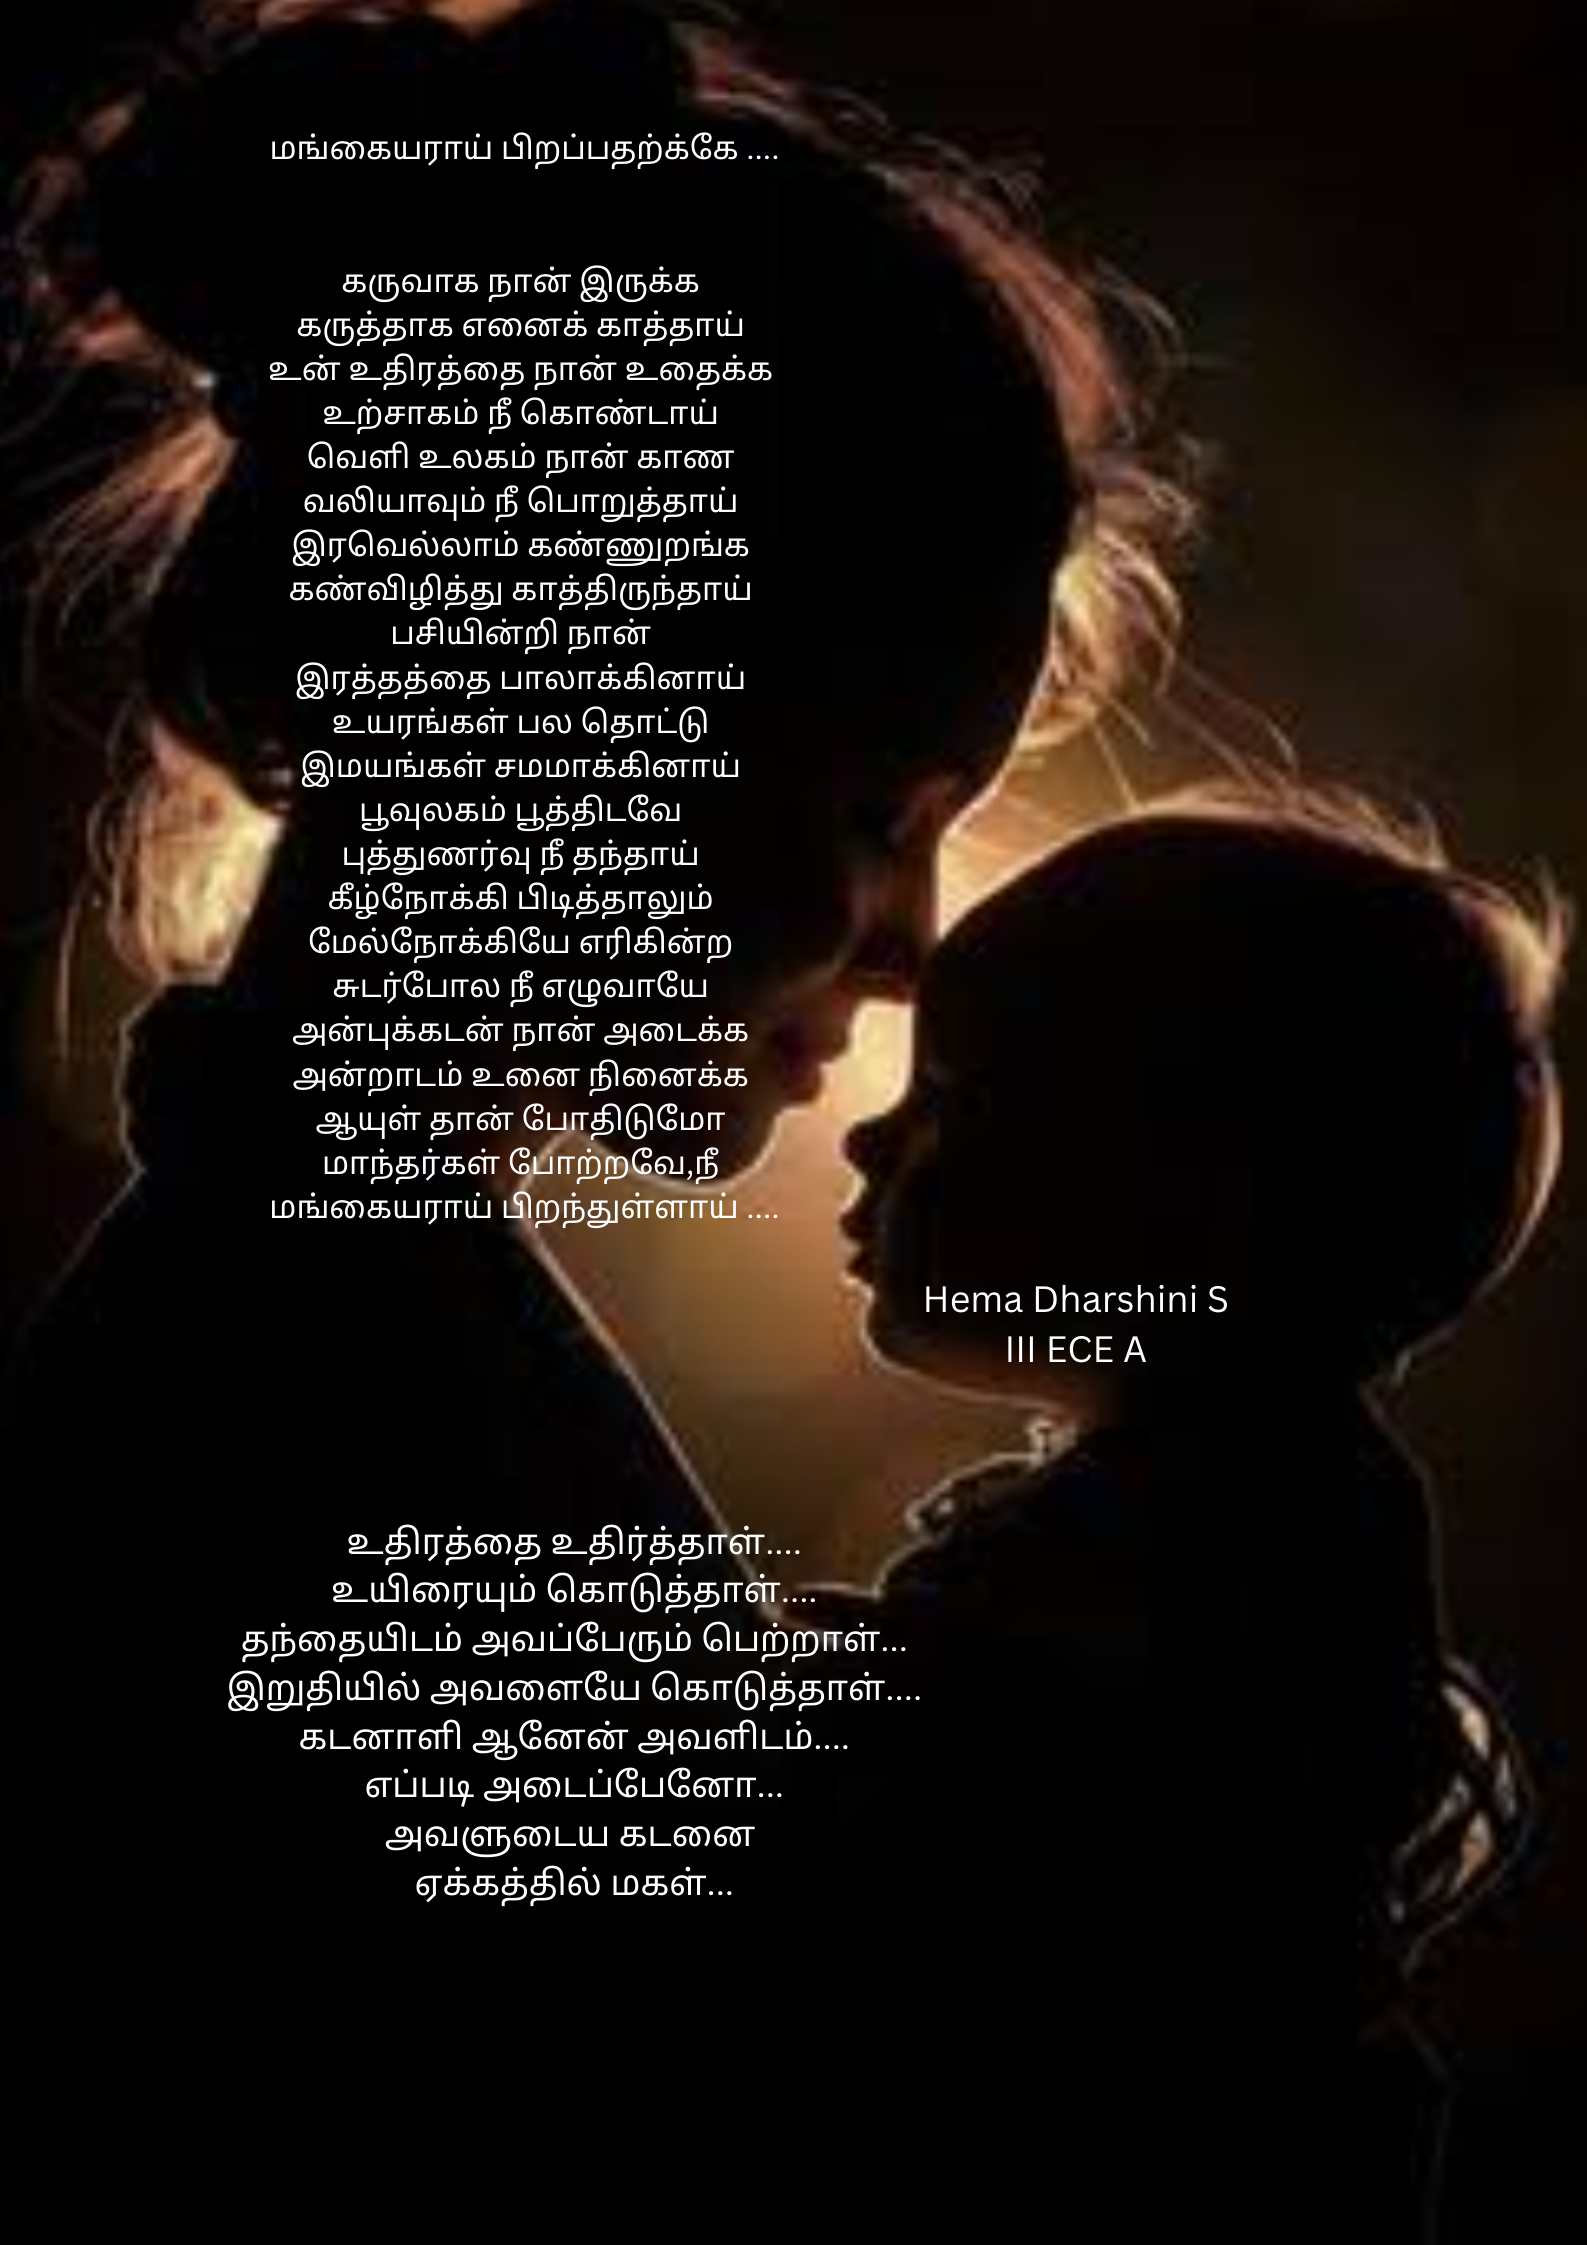 மங்கையராய் பிறப்பதற்க்கே ....
கருவாக நான் இருக்க
கருத்தாக எனைக் காத்தாய்
உன் உதிரத்தை நான் உதைக்க
உற்சாகம் நீ கொண்டாய்
வெளி உலகம் நான் காண
வலியாவும் நீ பொறுத்தாய்
இரவெல்லாம் கண்ணுறங்க
கண்விழித்து காத்திருந்தாய்
பசியின்றி நான்
இரத்தத்தை பாலாக்கினாய்
உயரங்கள் பல தொட்டு
இமயங்கள் சமமாக்கினாய்
பூவுலகம் பூத்திடவே
புத்துணர்வு நீ தந்தாய்
கீழ்நோக்கி பிடித்தாலும்
மேல்நோக்கியே எரிகின்ற
சுடர்போல நீ எழுவாயே
அன்புக்கடன் நான் அடைக்க
அன்றாடம் உனை நினைக்க
ஆயுள் தான் போதிடுமோ
மாந்தர்கள் போற்றவே,நீ
மங்கையராய் பிறந்துள்ளாய் ....
Hema Dharshini S
III ECE A
உதிரத்தை உதிர்த்தாள்....
உயிரையும் கொடுத்தாள்....
தந்தையிடம் அவப்பேரும் பெற்றாள்...
இறுதியில் அவளையே கொடுத்தாள்....
கடனாளி ஆனேன் அவளிடம்....
எப்படி அடைப்பேனோ...
அவளுடைய கடனை
ஏக்கத்தில் மகள்...